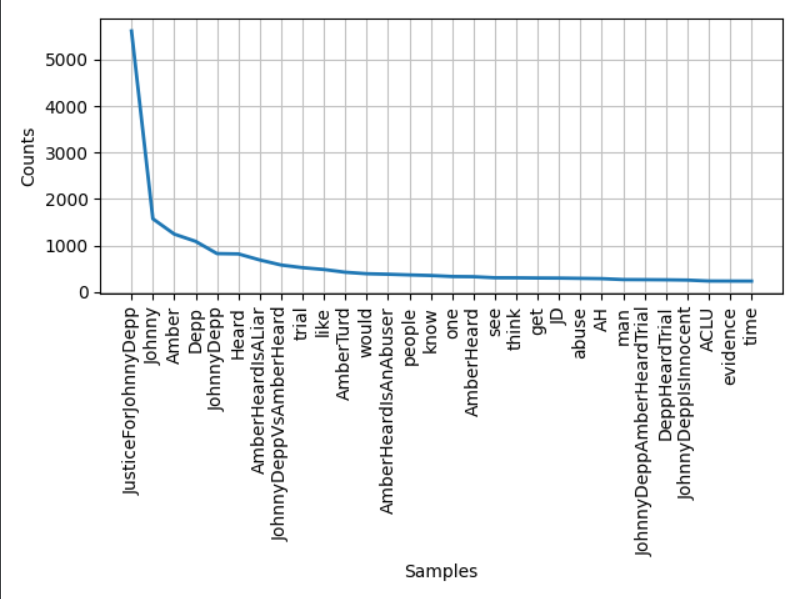 5000
4000
3000
2000
1000
0
Counts
JusticeForJohnnyDepp
Johnny
Amber
Depp
JohnnyDepp
Heard
AmberHeardIsALiar
JohnnyDeppVsAmberHeard
trial
like
AmberTurd
would
AmberHeardIsAnAbuser
people
know
one
AmberHeard
see
think
get
JD
abuse
AH
man
JohnnyDeppAmberHeardTrial
DeppHeardTrial
JohnnyDeppIsInnocent
ACLU
evidence
time
Samples